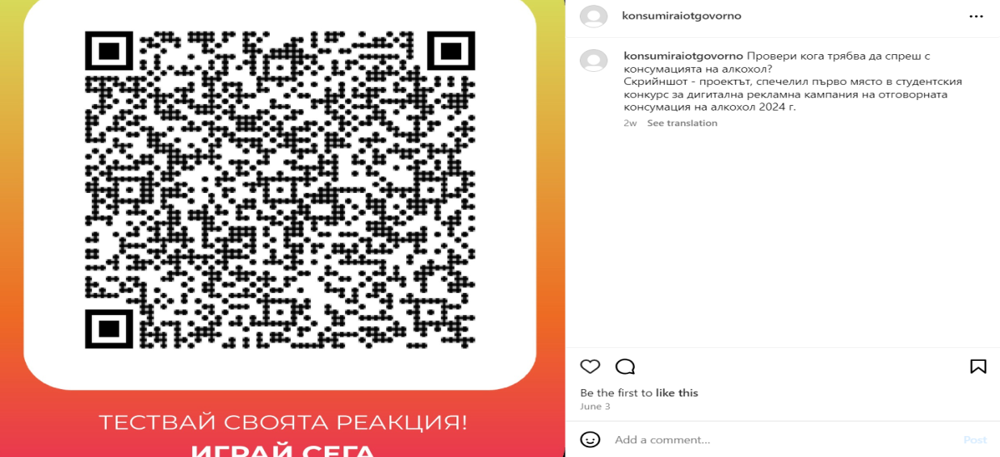 ТЕСТВАЙ СВОЯТА РЕАКЦИЯ!
ИГРАЙ СЕГА
konsumiraiotgovorno
konsumiraiotgovorno Провери кога трябва да спреш с
консумацията на алкохол?
Скрийншот - проектът, спечелил първо място в студентския
конкурс за дигитална рекламна кампания на отговорната
консумация на алкохол 2024 г.
2w See translation
Be the first to like this
June 3
Add a comment...
Post